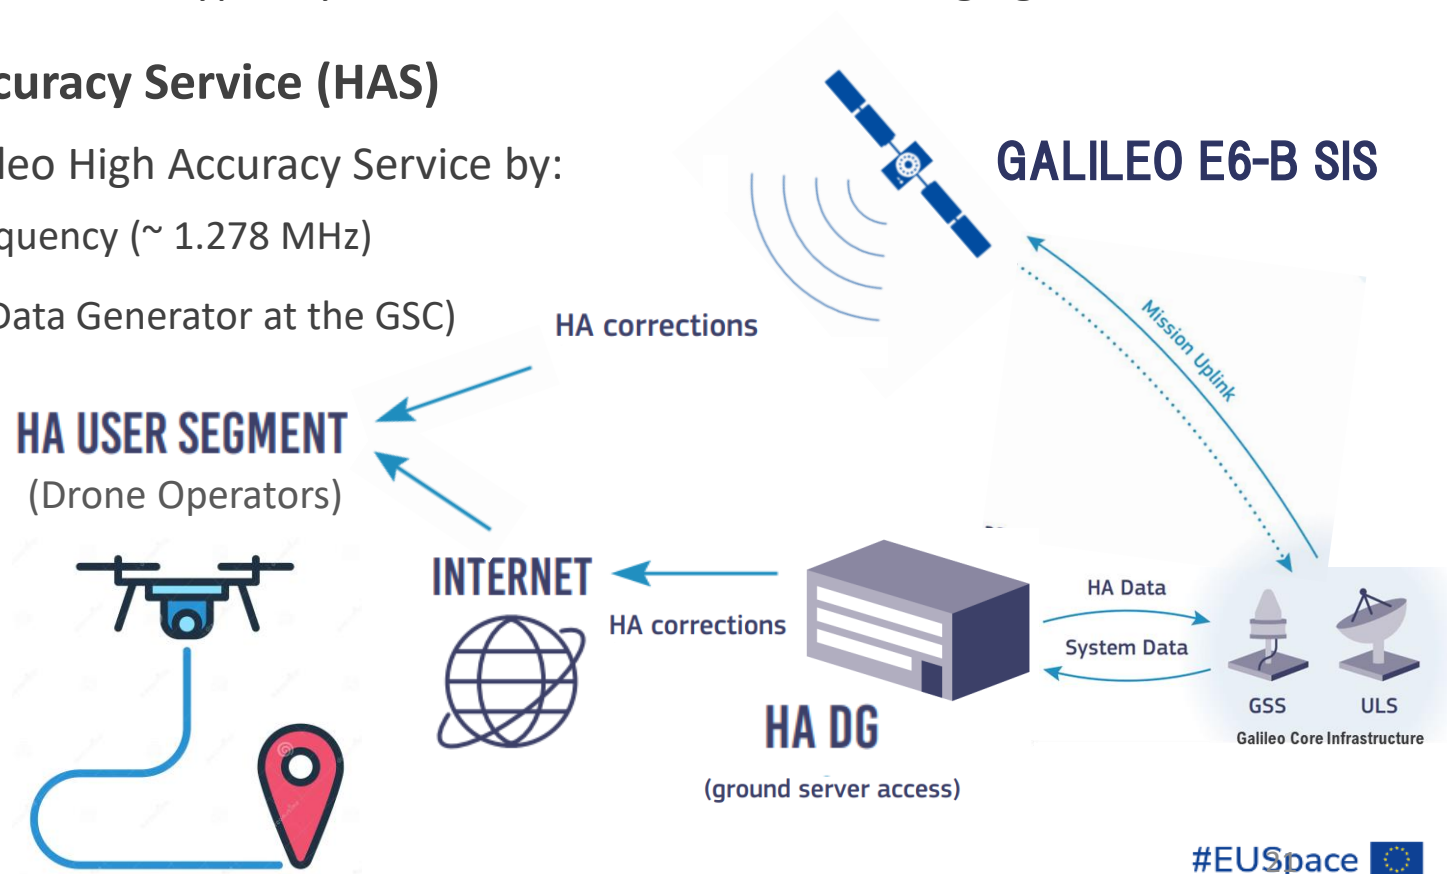 curacy Service (HAS)
leo High Accuracy Service by:
quency (~ 1.278 MHz)
Data Generator at the GSC)
GALILEO E6-B SIS
HA corrections
Mission Uplink
HA USER SEGMENT
(Drone Operators)
INTERNET
HA corrections
HA DG
(ground server access)
HA Data
System Data
GSS
ULS
Galileo Core Infrastructure
#EUSpace
21